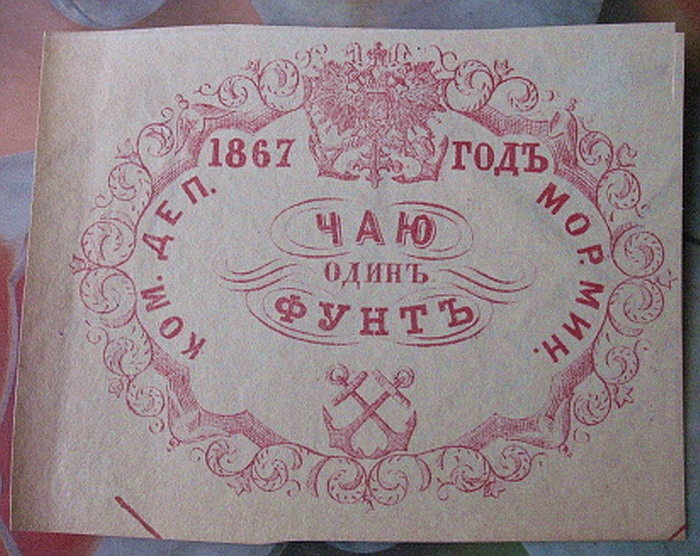 1867 ГОДЪ
КОМ. ДЕП. МОР. МИН.
ЧАЮ
ОДИНЪ
ФУНТЪ